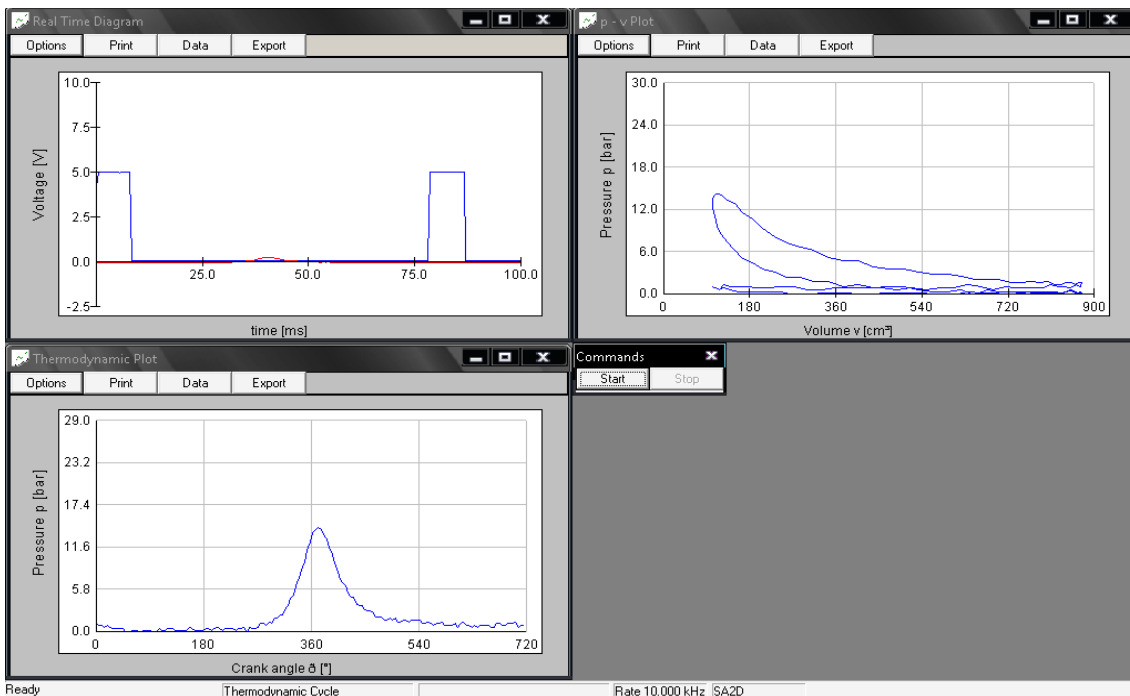 Real Time Diagram
Options Print Data Export
10.0
7.5
5.0
2.5
0.0
-2.5
25.0 50.0 75.0 100.0
Voltage [V]
time [ms]
p - v Plot
Options Print Data Export
30.0
24.0
18.0
12.0
6.0
0.0
0 180 360 540 720 900
Pressure p [bar]
Volume v [cm³]
Thermodynamic Plot
Options Print Data Export
29.0
23.2
17.4
11.6
5.8
0.0
0 180 360 540 720
Pressure p [bar]
Crank angle ð [°]
Commands
Start Stop
Ready Thermodynamic Cycle Rate 10.000 kHz SA2D